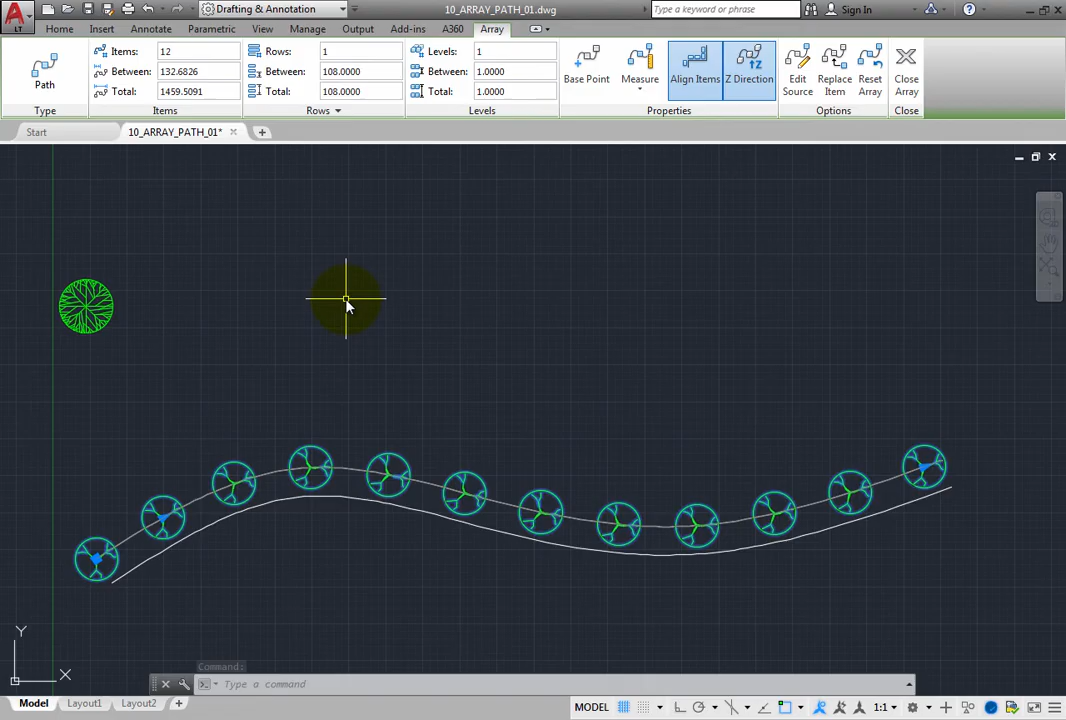 A
LT
Drafting & Annotation
10_ARRAY_PATH_01.dwg
Type a keyword or phrase
Sign In
Home Insert Annotate Parametric View Manage Output Add-ins A360 Array
Items: 12
Between: 132.6826
Total: 1459.5091
Rows: 1
Between: 108.0000
Total: 108.0000
Levels: 1
Between: 1.0000
Total: 1.0000
Path
Base Point
Measure
Align Items
Z Direction
Edit Source
Replace Item
Reset Array
Close Array
Type Items Rows Levels Properties Options Close
Start 10_ARRAY_PATH_01*
Y
X
Command:
Type a command
Model Layout1 Layout2
MODEL 1:1